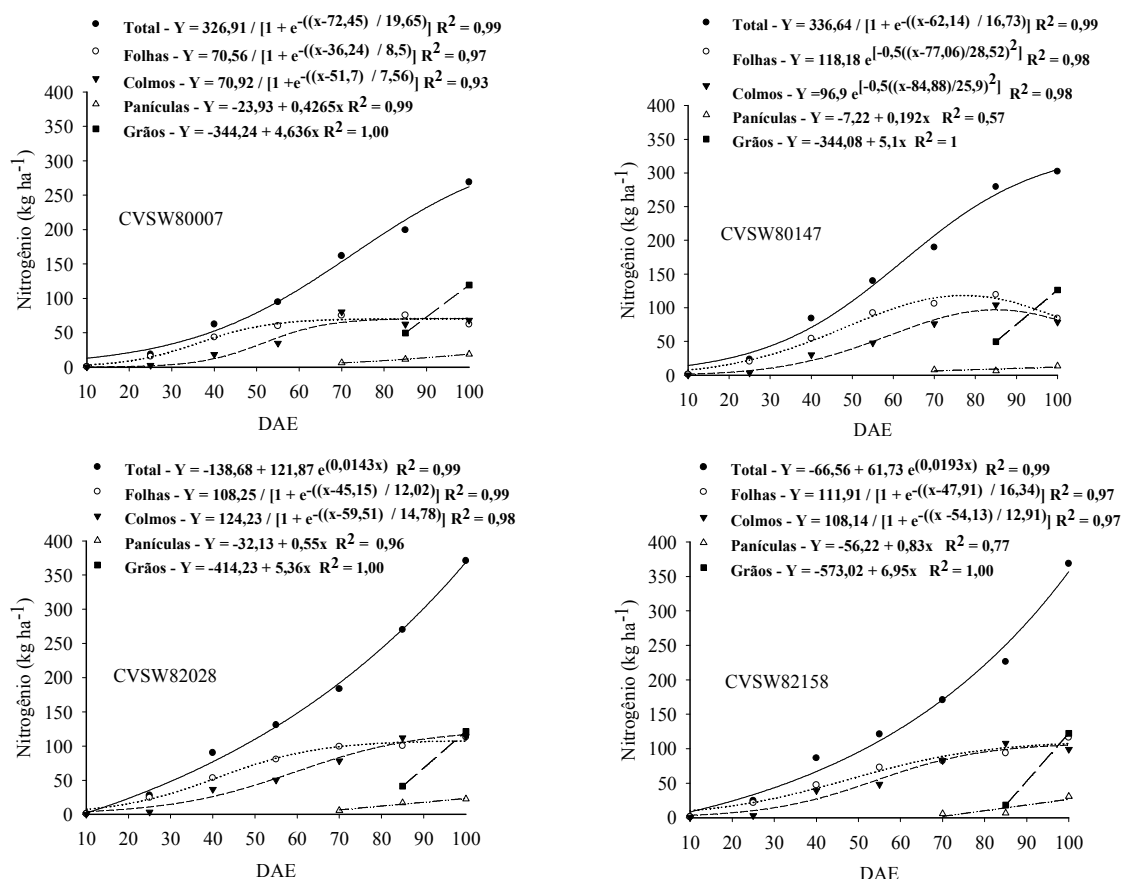 Total - Y = 326,91 / [1 + e^-((x-72,45) / 19,65)] R² = 0,99
Folhas - Y = 70,56 / [1 + e^-((x-36,24) / 8,5)] R² = 0,97
Colmos - Y = 70,92 / [1 +e^-((x-51,7) / 7,56)] R² = 0,93
Panículas - Y = -23,93 + 0,4265x R² = 0,99
Grãos - Y = -344,24 + 4,636x R² = 1,00
400
350
300
250
200
150
100
50
0
Nitrogênio (kg ha⁻¹)
CVSW80007
10 20 30 40 50 60 70 80 90 100
DAE
Total - Y = 336,64 / [1 + e^-((x-62,14) / 16,73)] R² = 0,99
Folhas - Y = 118,18 e^[-0,5((x-77,06)/28,52)²] R² = 0,98
Colmos - Y =96,9 e^[-0,5((x-84,88)/25,9)²] R² = 0,98
Panículas - Y = -7,22 + 0,192x R² = 0,57
Grãos - Y = -344,08 + 5,1x R² = 1
400
350
300
250
200
150
100
50
0
Nitrogênio (kg ha⁻¹)
CVSW80147
10 20 30 40 50 60 70 80 90 100
DAE
Total - Y = -138,68 + 121,87 e^(0,0143x) R² = 0,99
Folhas - Y = 108,25 / [1 + e^-((x-45,15) / 12,02)] R² = 0,99
Colmos - Y = 124,23 / [1 + e^-((x-59,51) / 14,78)] R² = 0,98
Panículas - Y = -32,13 + 0,55x R² = 0,96
Grãos - Y = -414,23 + 5,36x R² = 1,00
400
350
300
250
200
150
100
50
0
Nitrogênio (kg ha⁻¹)
CVSW82028
10 20 30 40 50 60 70 80 90 100
DAE
Total - Y = -66,56 + 61,73 e^(0,0193x) R² = 0,99
Folhas - Y = 111,91 / [1 + e^-((x-47,91) / 16,34)] R² = 0,97
Colmos - Y = 108,14 / [1 + e^-((x -54,13) / 12,91)] R² = 0,97
Panículas - Y = -56,22 + 0,83x R² = 0,77
Grãos - Y = -573,02 + 6,95x R² = 1,00
400
350
300
250
200
150
100
50
0
Nitrogênio (kg ha⁻¹)
CVSW82158
10 20 30 40 50 60 70 80 90 100
DAE